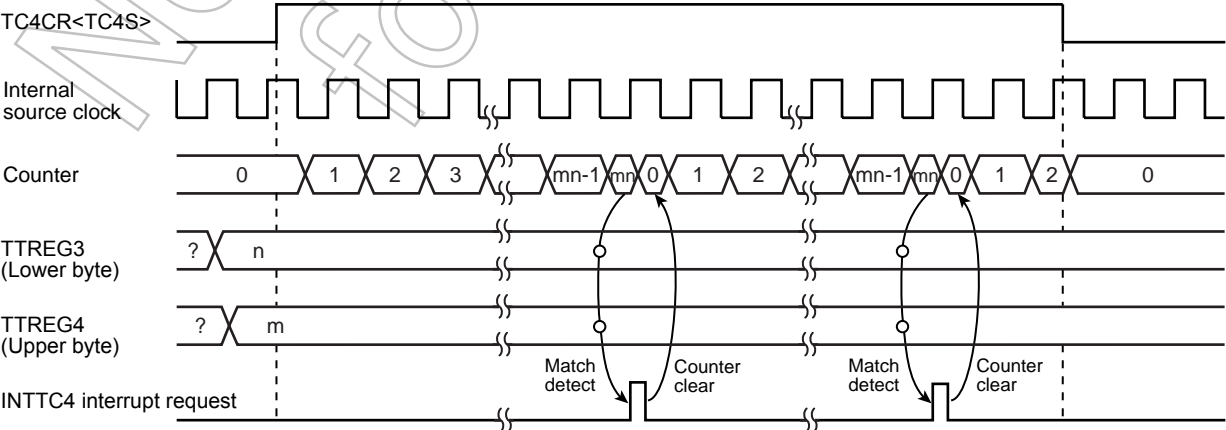 TC4CR<TC4S>
Internal
source clock
Counter
0 1 2 3 mn-1 mn 0 1 2 mn-1 mn 0 1 2 0
TTREG3
(Lower byte)
? n
TTREG4
(Upper byte)
? m
Match
detect
Counter
clear
Match
detect
Counter
clear
INTTC4 interrupt request